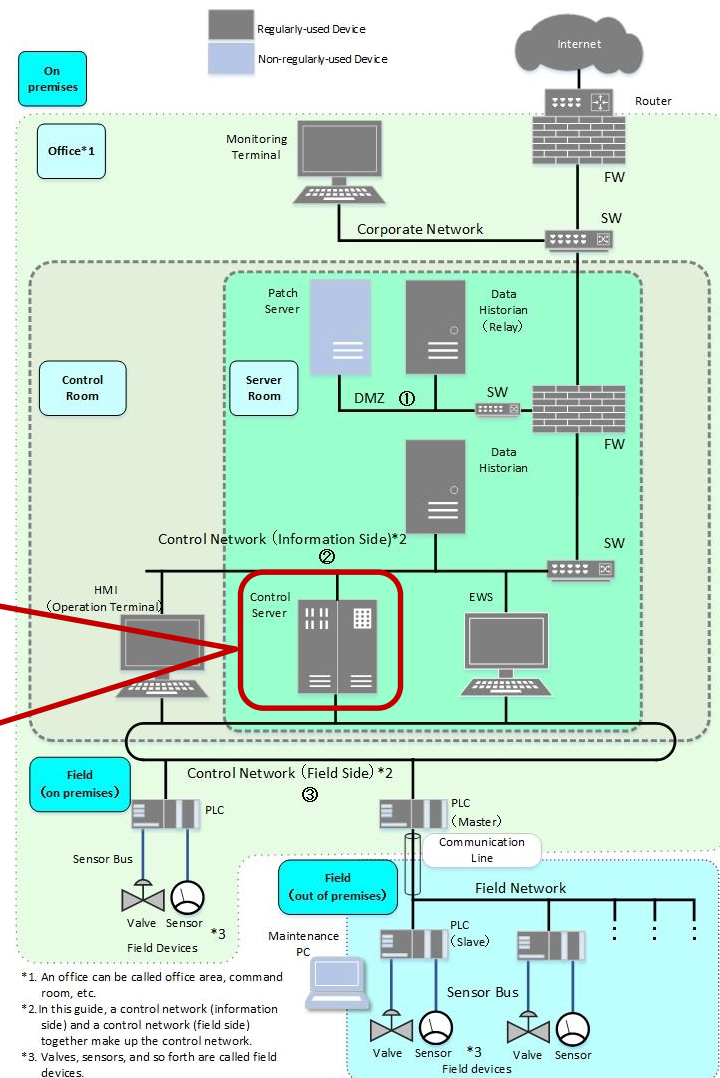 Regularly-used Device
Non-regularly-used Device
Internet
On
premises
Router
Office*1
Monitoring
Terminal
FW
SW
Corporate Network
Patch
Server
Data
Historian
（Relay）
Control
Room
Server
Room
SW
DMZ ①
FW
Data
Historian
Control Network（Information Side)*2
②
SW
HMI
（Operation Terminal）
Control
Server
EWS
Field
(on premises)
Control Network（Field Side）*2
③
PLC
PLC
（Master）
Communication
Line
Sensor Bus
Field
(out of premises)
Field Network
Valve Sensor
*3
Field Devices
Maintenance
PC
PLC
（Slave）
Sensor Bus
Valve Sensor *3 Valve Sensor
Field devices
*1. An office can be called office area, command
room, etc.
*2.In this guide, a control network (information
side) and a control network (field side)
together make up the control network.
*3. Valves, sensors, and so forth are called field
devices.